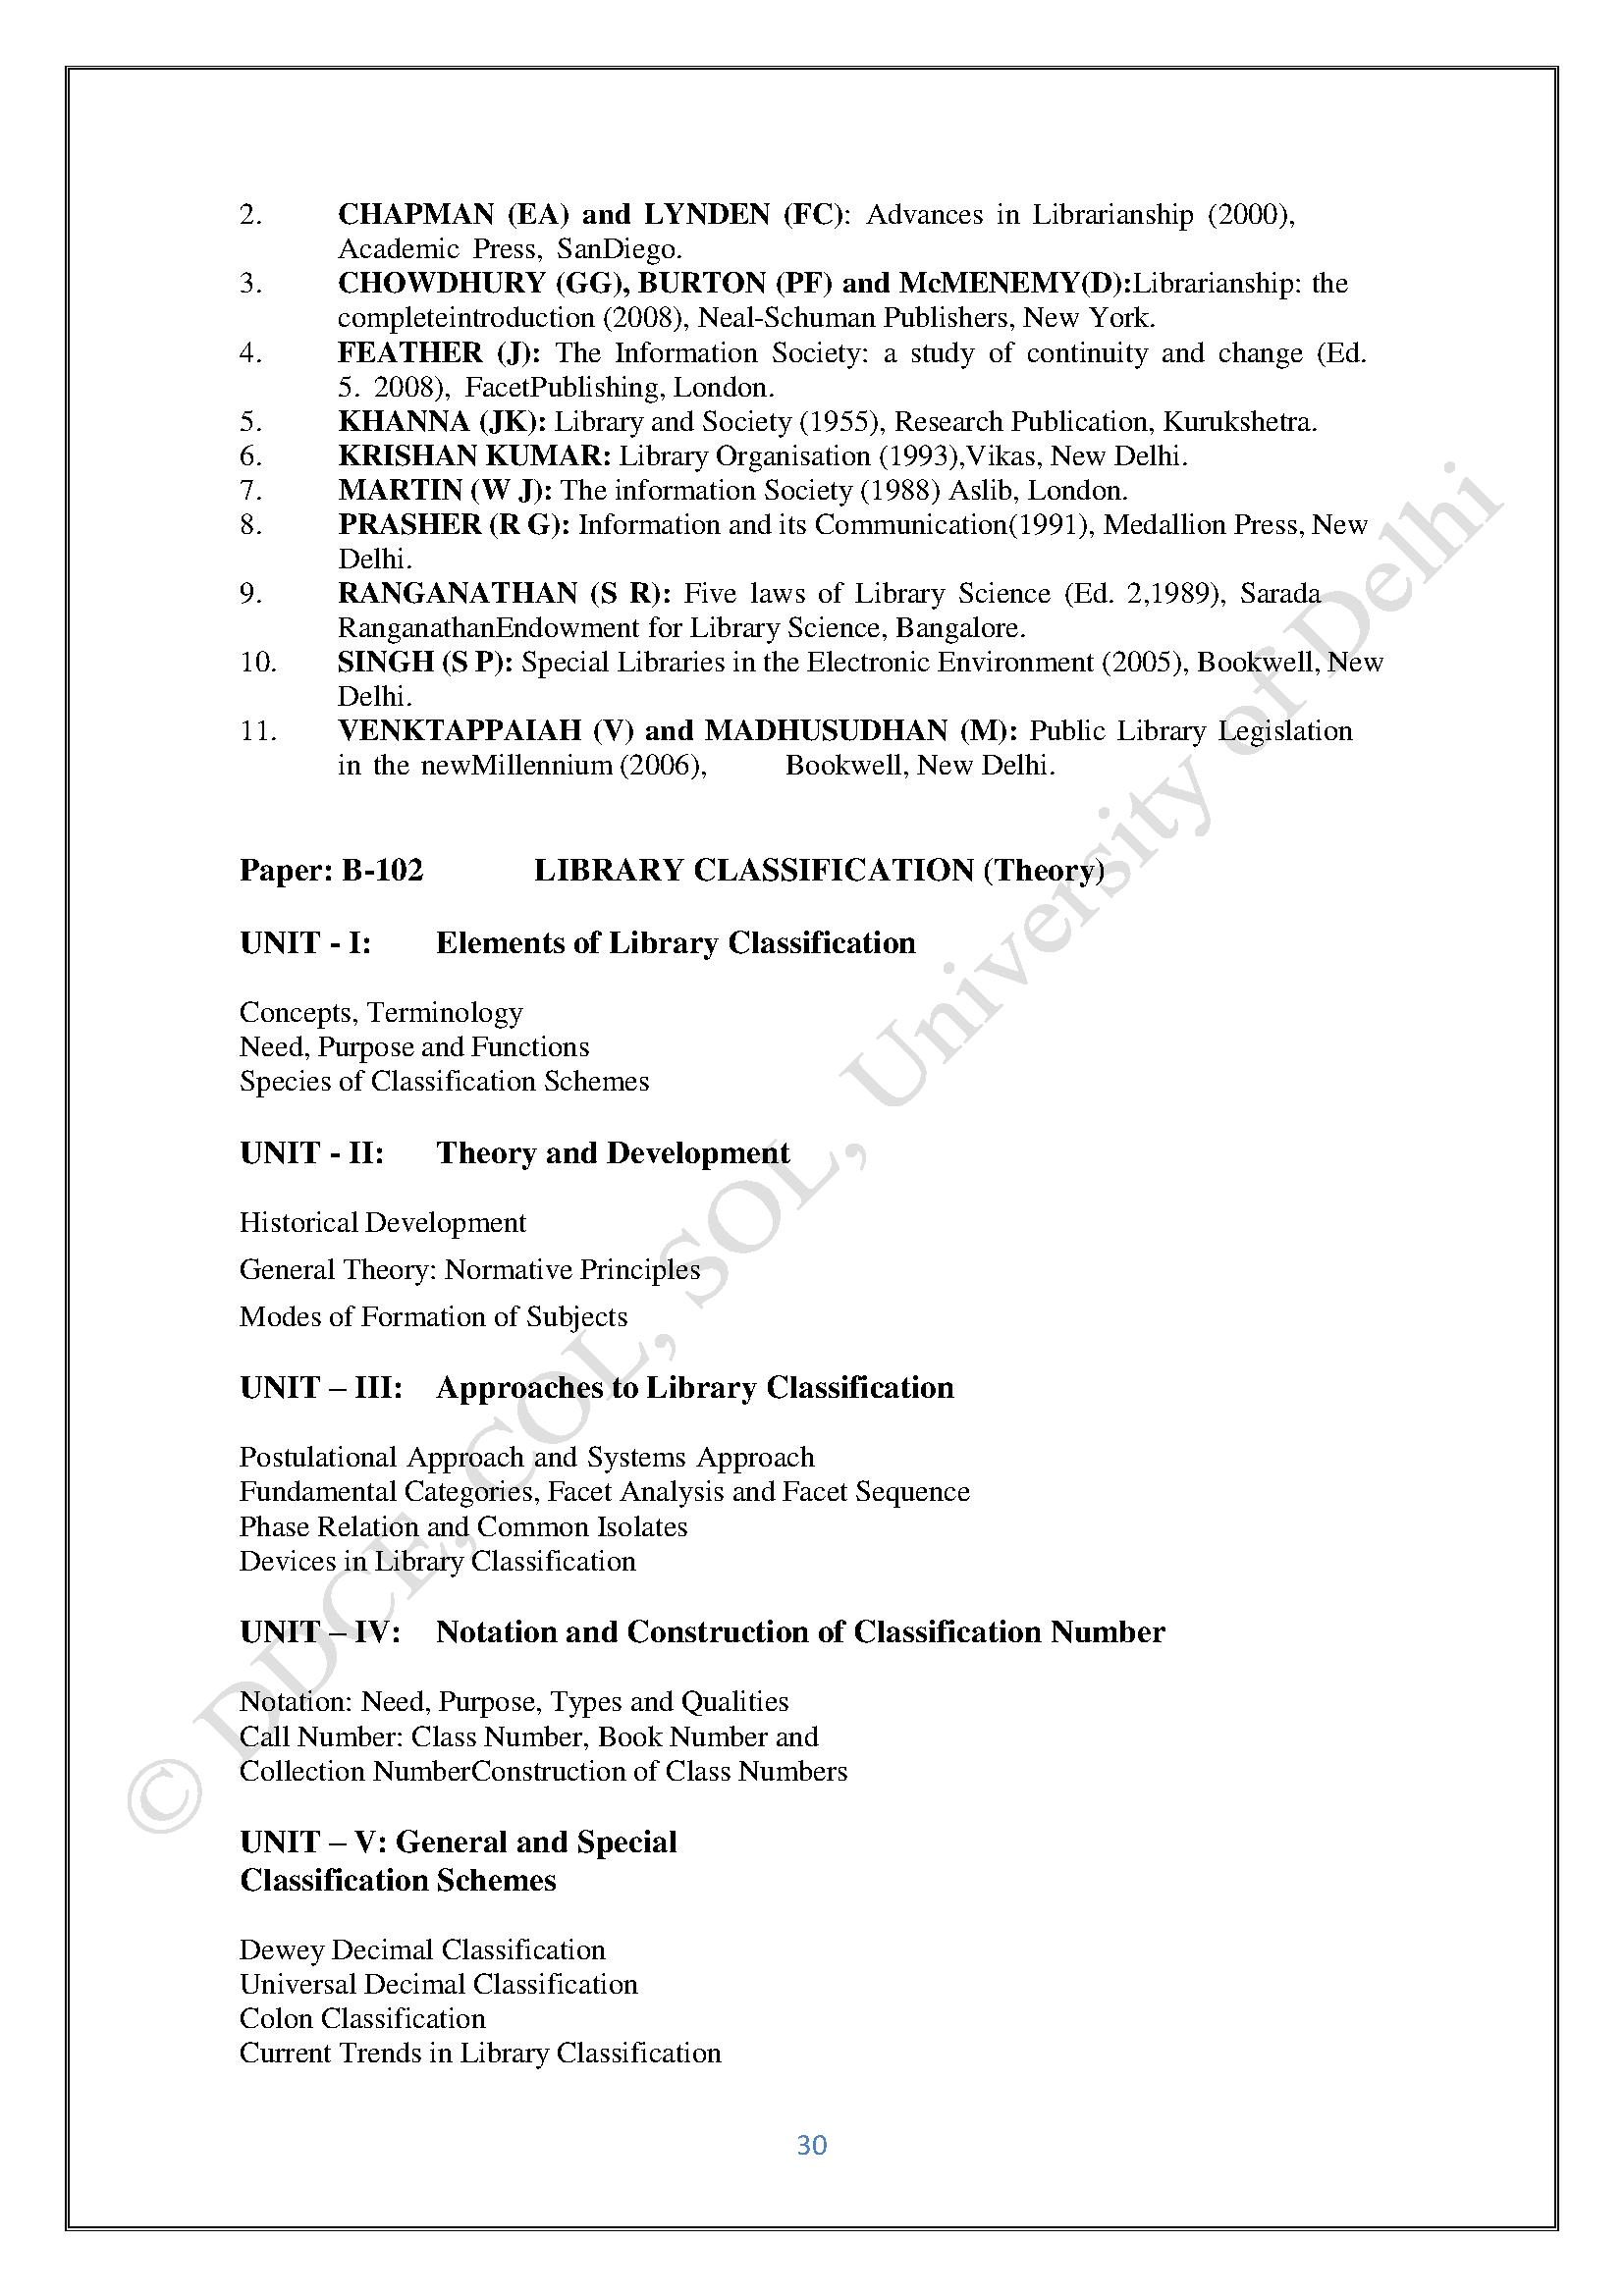 2. CHAPMAN (EA) and LYNDEN (FC): Advances in Librarianship (2000),
Academic Press, SanDiego.
3. CHOWDHURY (GG), BURTON (PF) and McMENEMY(D):Librarianship: the
completeintroduction (2008), Neal-Schuman Publishers, New York.
4. FEATHER (J): The Information Society: a study of continuity and change (Ed.
5. 2008), FacetPublishing, London.
5. KHANNA (JK): Library and Society (1955), Research Publication, Kurukshetra.
6. KRISHAN KUMAR: Library Organisation (1993),Vikas, New Delhi.
7. MARTIN (W J): The information Society (1988) Aslib, London.
8. PRASHER (R G): Information and its Communication(1991), Medallion Press, New
Delhi.
9. RANGANATHAN (S R): Five laws of Library Science (Ed. 2,1989), Sarada
RanganathanEndowment for Library Science, Bangalore.
10. SINGH (S P): Special Libraries in the Electronic Environment (2005), Bookwell, New
Delhi.
11. VENKTAPPAIAH (V) and MADHUSUDHAN (M): Public Library Legislation
in the newMillennium (2006), Bookwell, New Delhi.
Paper: B-102 LIBRARY CLASSIFICATION (Theory)
UNIT - I: Elements of Library Classification
Concepts, Terminology
Need, Purpose and Functions
Species of Classification Schemes
UNIT - II: Theory and Development
Historical Development
General Theory: Normative Principles
Modes of Formation of Subjects
UNIT – III: Approaches to Library Classification
Postulational Approach and Systems Approach
Fundamental Categories, Facet Analysis and Facet Sequence
Phase Relation and Common Isolates
Devices in Library Classification
UNIT – IV: Notation and Construction of Classification Number
Notation: Need, Purpose, Types and Qualities
Call Number: Class Number, Book Number and
Collection NumberConstruction of Class Numbers
UNIT – V: General and Special
Classification Schemes
Dewey Decimal Classification
Universal Decimal Classification
Colon Classification
Current Trends in Library Classification
30
© DDCE, COL, SOL, University of Delhi